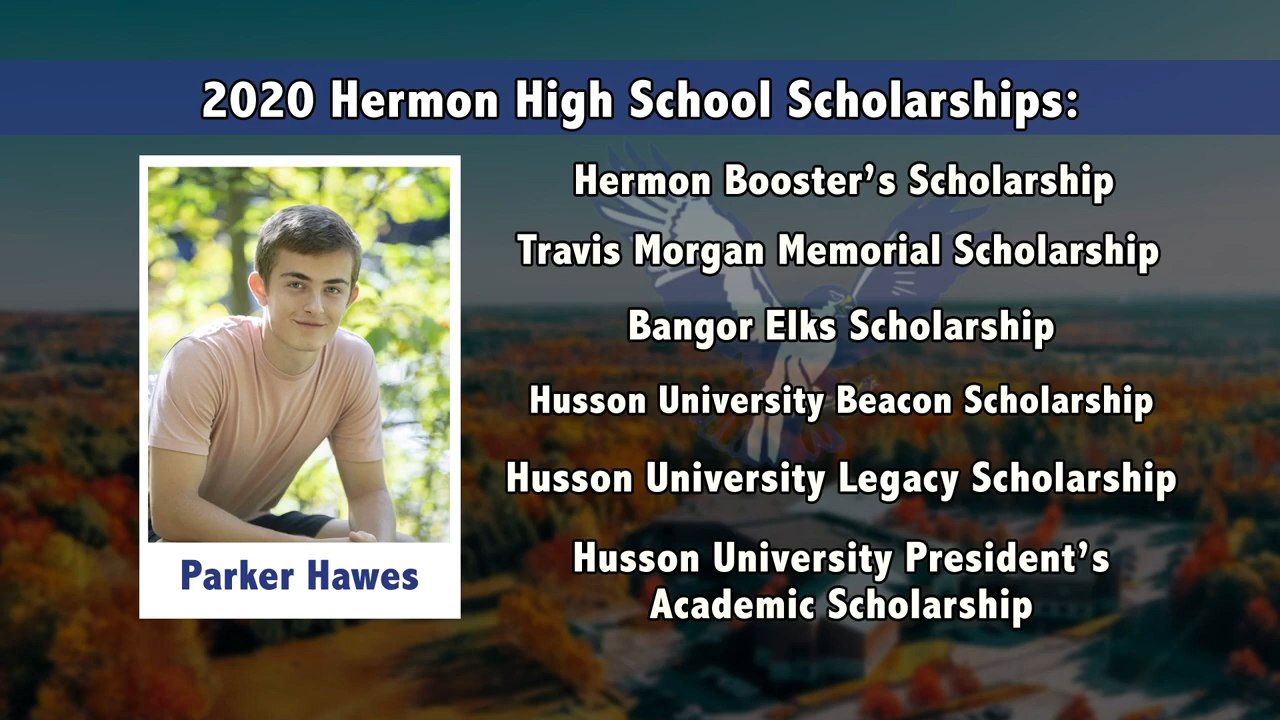 2020 Hermon High School Scholarships:
Hermon Booster’s Scholarship
Travis Morgan Memorial Scholarship
Bangor Elks Scholarship
Husson University Beacon Scholarship
Husson University Legacy Scholarship
Husson University President’s
Academic Scholarship
Parker Hawes